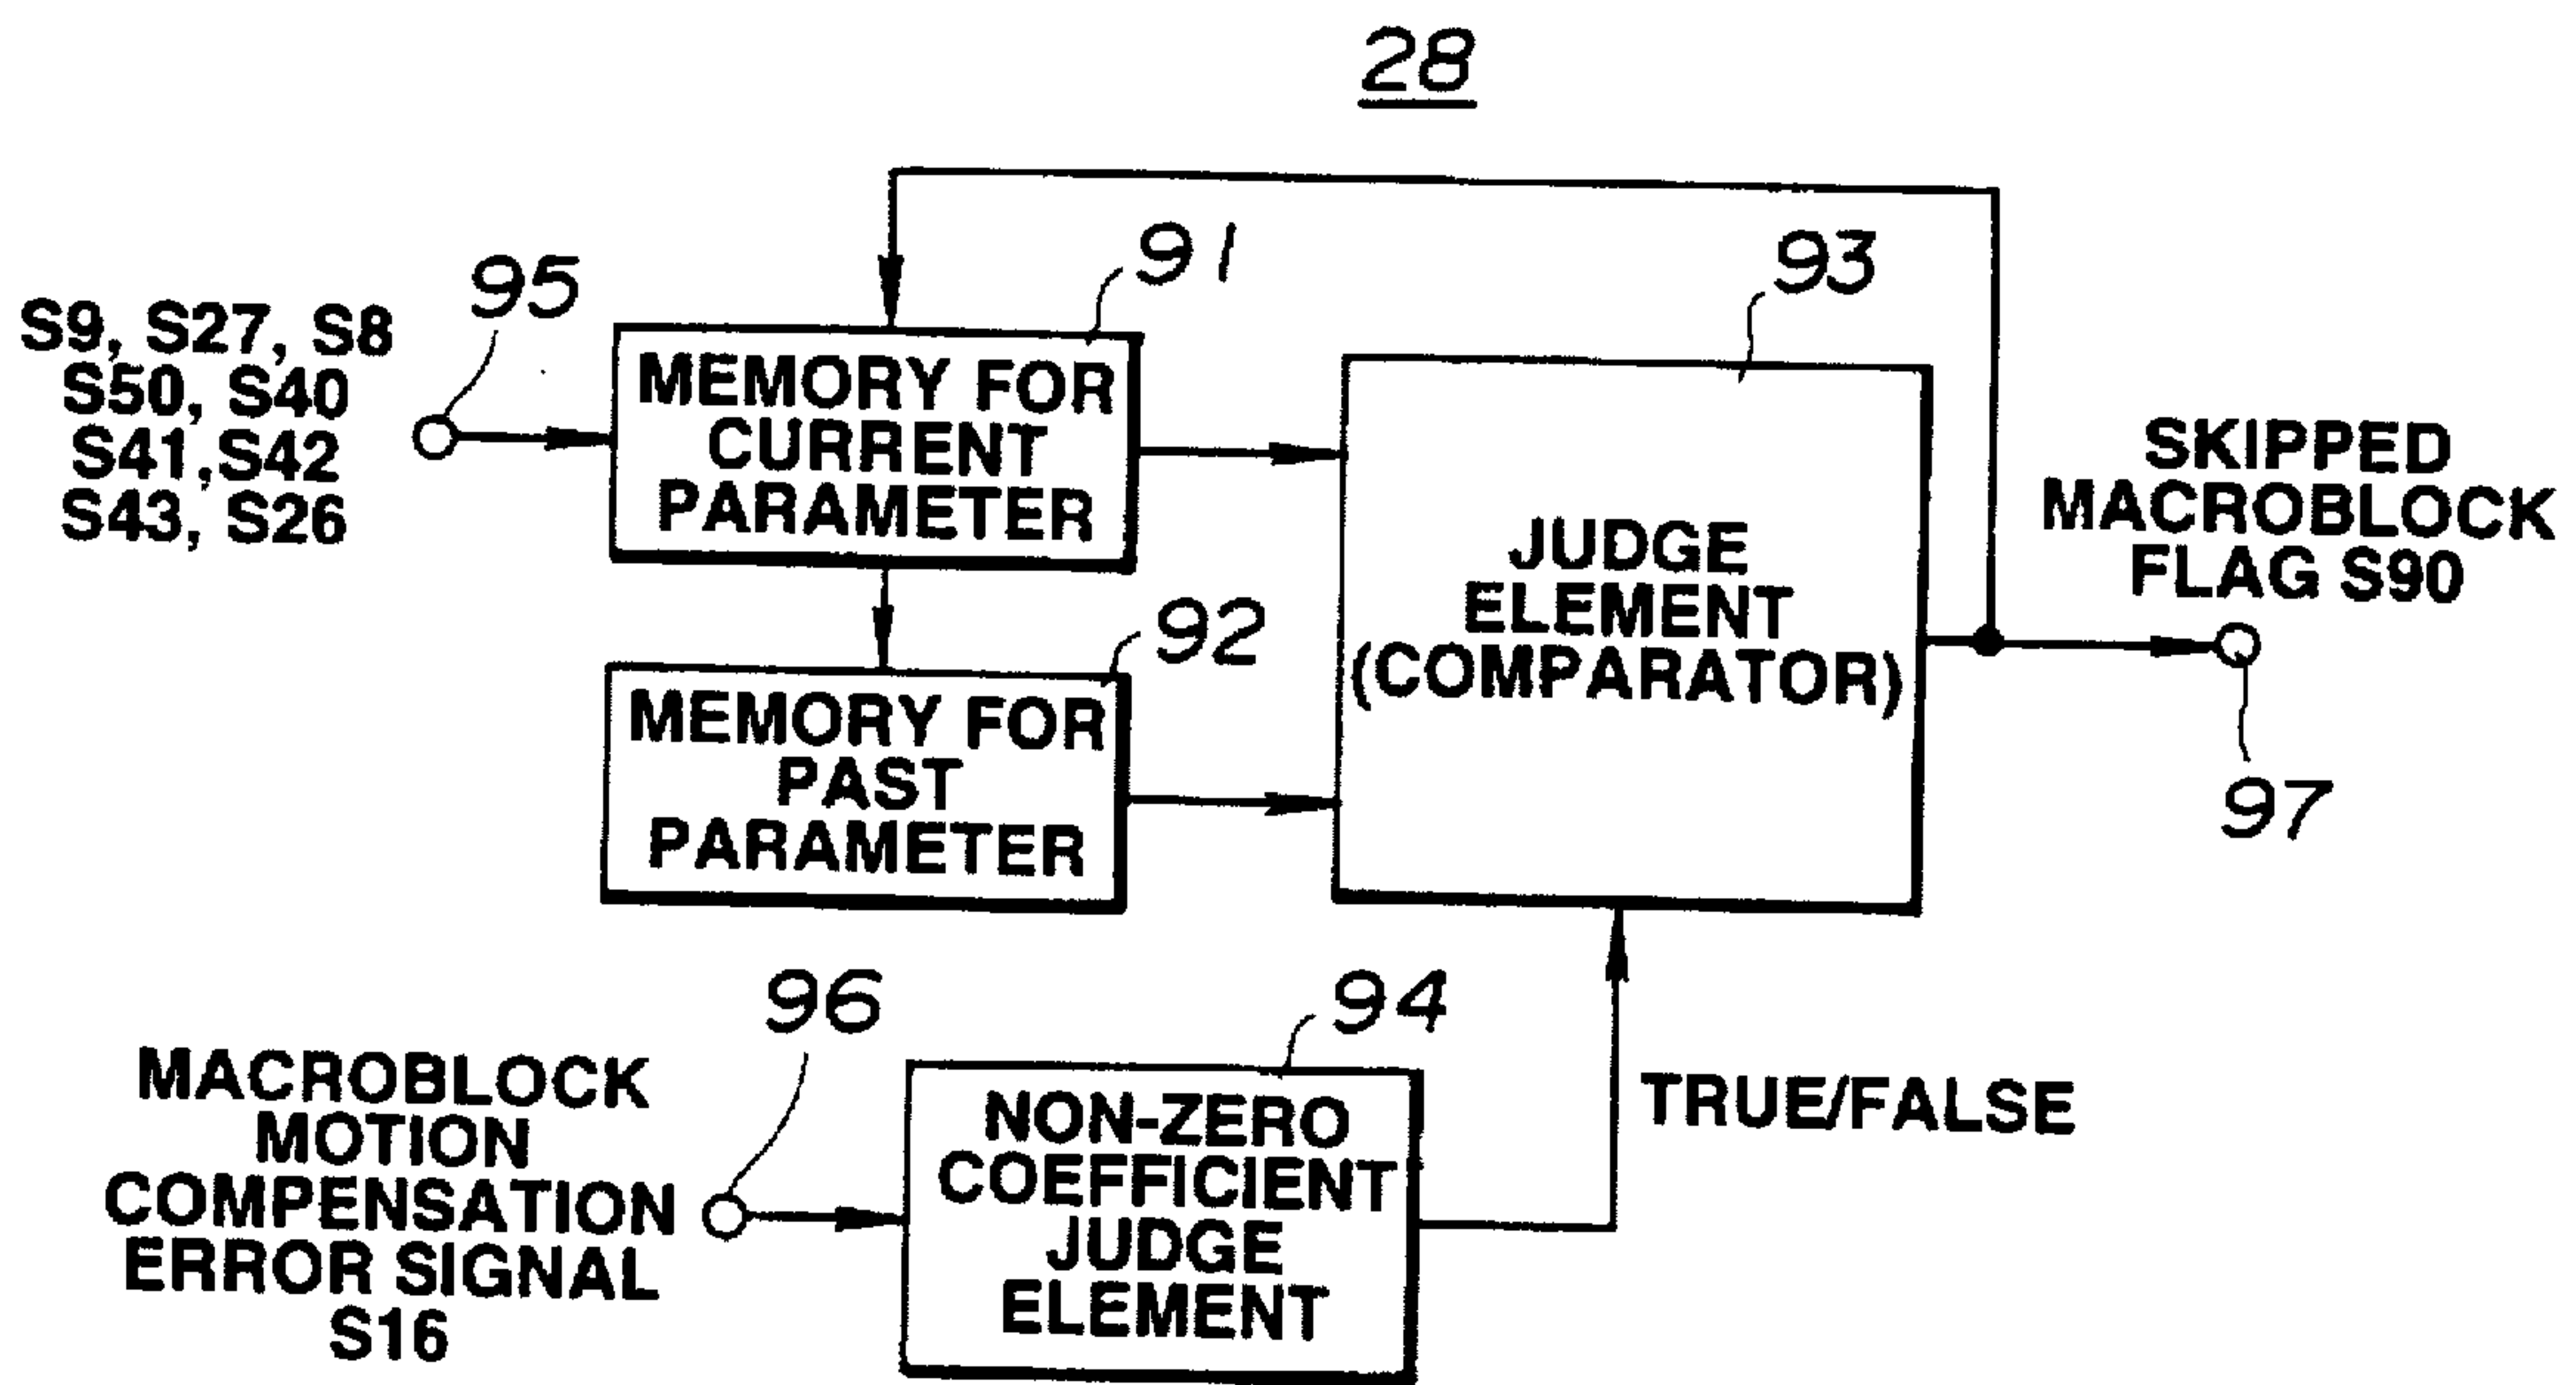 28
95
91
93
S9, S27, S8
S50, S40
S41,S42
S43, S26
MEMORY FOR
CURRENT
PARAMETER
92
MEMORY FOR
PAST
PARAMETER
JUDGE
ELEMENT
(COMPARATOR)
SKIPPED
MACROBLOCK
FLAG S90
97
96
94
MACROBLOCK
MOTION
COMPENSATION
ERROR SIGNAL
S16
NON-ZERO
COEFFICIENT
JUDGE
ELEMENT
TRUE/FALSE